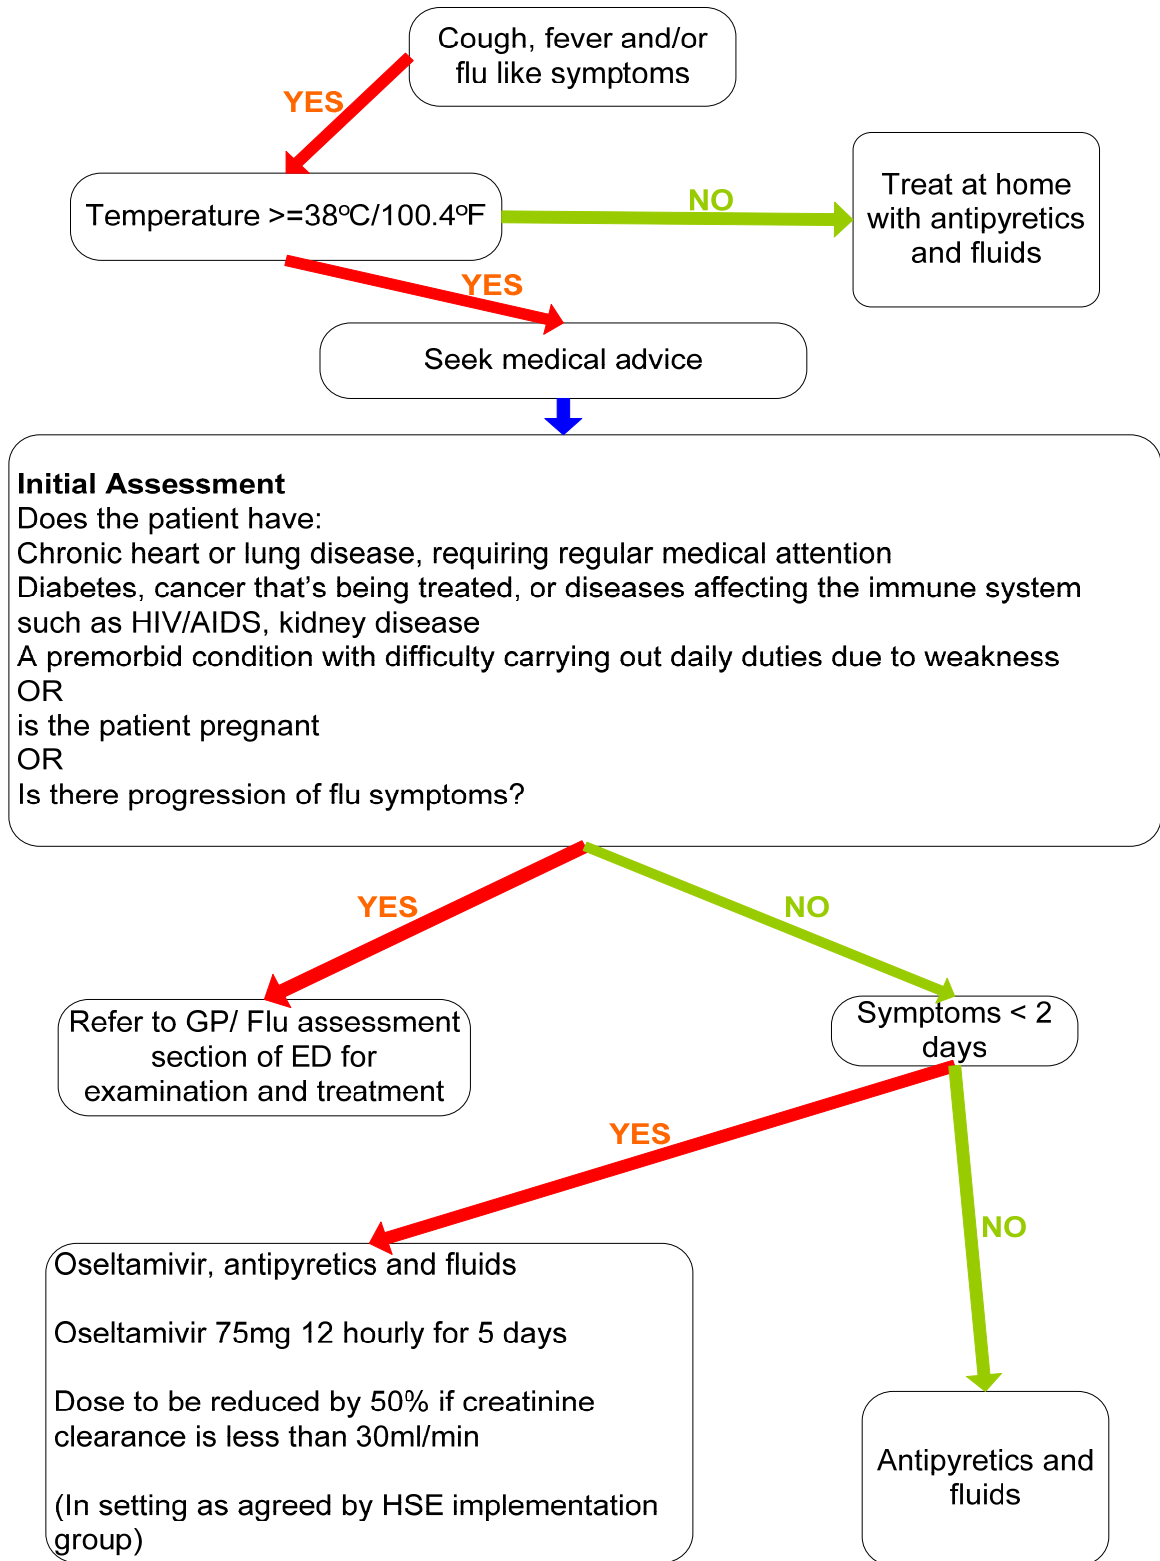 Cough, fever and/or
flu like symptoms
YES
Temperature >=38ºC/100.4ºF
NO
Treat at home
with antipyretics
and fluids
YES
Seek medical advice
Initial Assessment
Does the patient have:
Chronic heart or lung disease, requiring regular medical attention
Diabetes, cancer that’s being treated, or diseases affecting the immune system
such as HIV/AIDS, kidney disease
A premorbid condition with difficulty carrying out daily duties due to weakness
OR
is the patient pregnant
OR
Is there progression of flu symptoms?
YES
NO
Refer to GP/ Flu assessment
section of ED for
examination and treatment
Symptoms < 2
days
YES
NO
Oseltamivir, antipyretics and fluids
Oseltamivir 75mg 12 hourly for 5 days
Dose to be reduced by 50% if creatinine
clearance is less than 30ml/min
(In setting as agreed by HSE implementation
group)
Antipyretics and
fluids